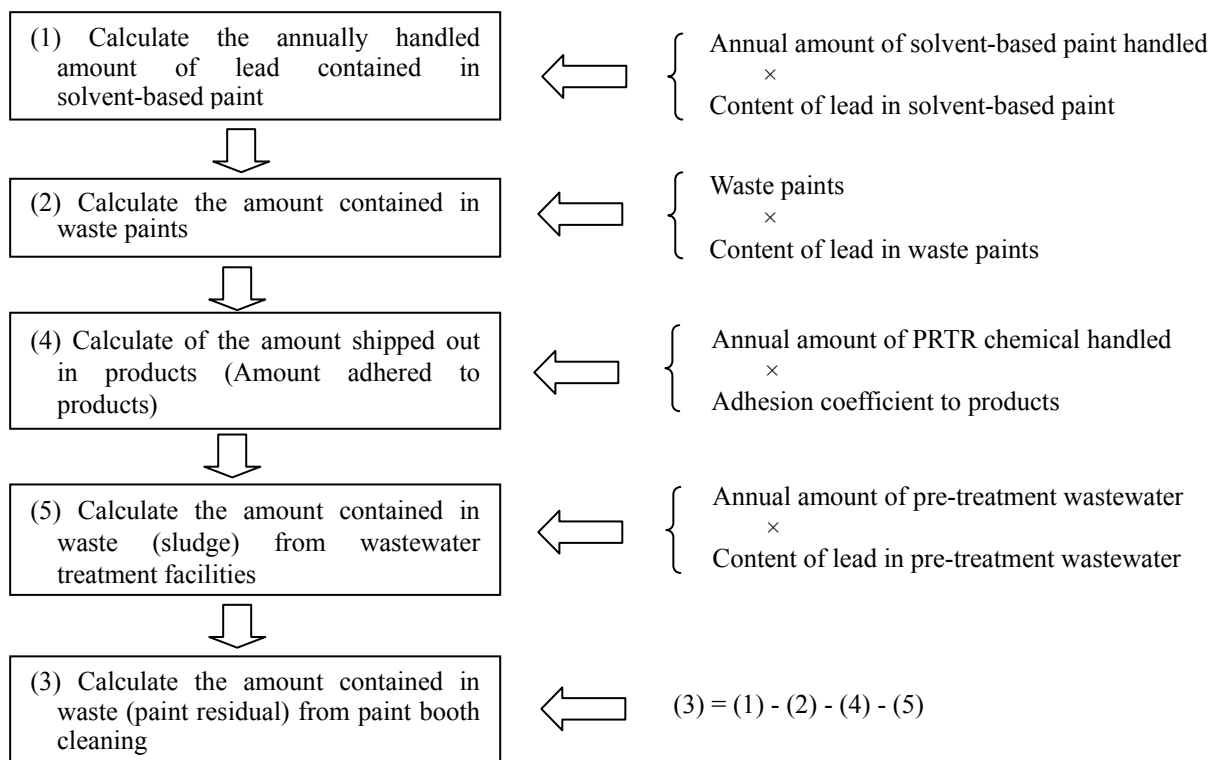 (1) Calculate the annually handled
amount of lead contained in
solvent-based paint
Annual amount of solvent-based paint handled
×
Content of lead in solvent-based paint
(2) Calculate the amount contained in
waste paints
Waste paints
×
Content of lead in waste paints
(4) Calculate of the amount shipped out
in products (Amount adhered to
products)
Annual amount of PRTR chemical handled
×
Adhesion coefficient to products
(5) Calculate the amount contained in
waste (sludge) from wastewater
treatment facilities
Annual amount of pre-treatment wastewater
×
Content of lead in pre-treatment wastewater
(3) Calculate the amount contained in
waste (paint residual) from paint booth
cleaning
(3) = (1) - (2) - (4) - (5)